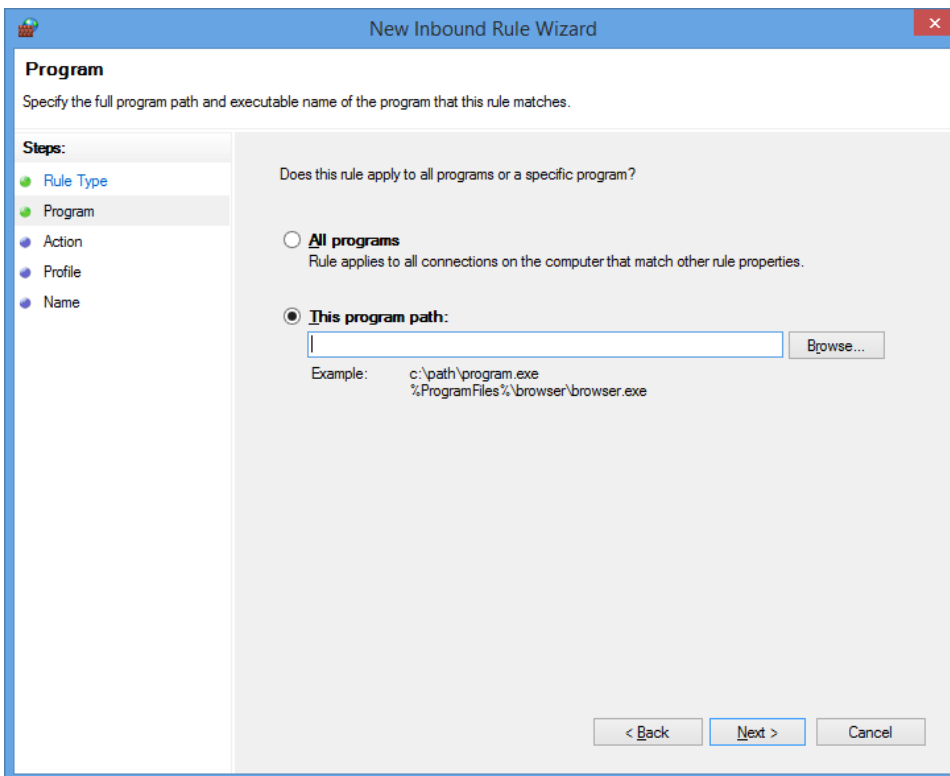 New Inbound Rule Wizard
Program
Specify the full program path and executable name of the program that this rule matches.
Steps:
Rule Type
Program
Action
Profile
Name
Does this rule apply to all programs or a specific program?
All programs
Rule applies to all connections on the computer that match other rule properties.
This program path:
Browse...
Example: c:\path\program.exe
%ProgramFiles%\browser\browser.exe
< Back Next > Cancel